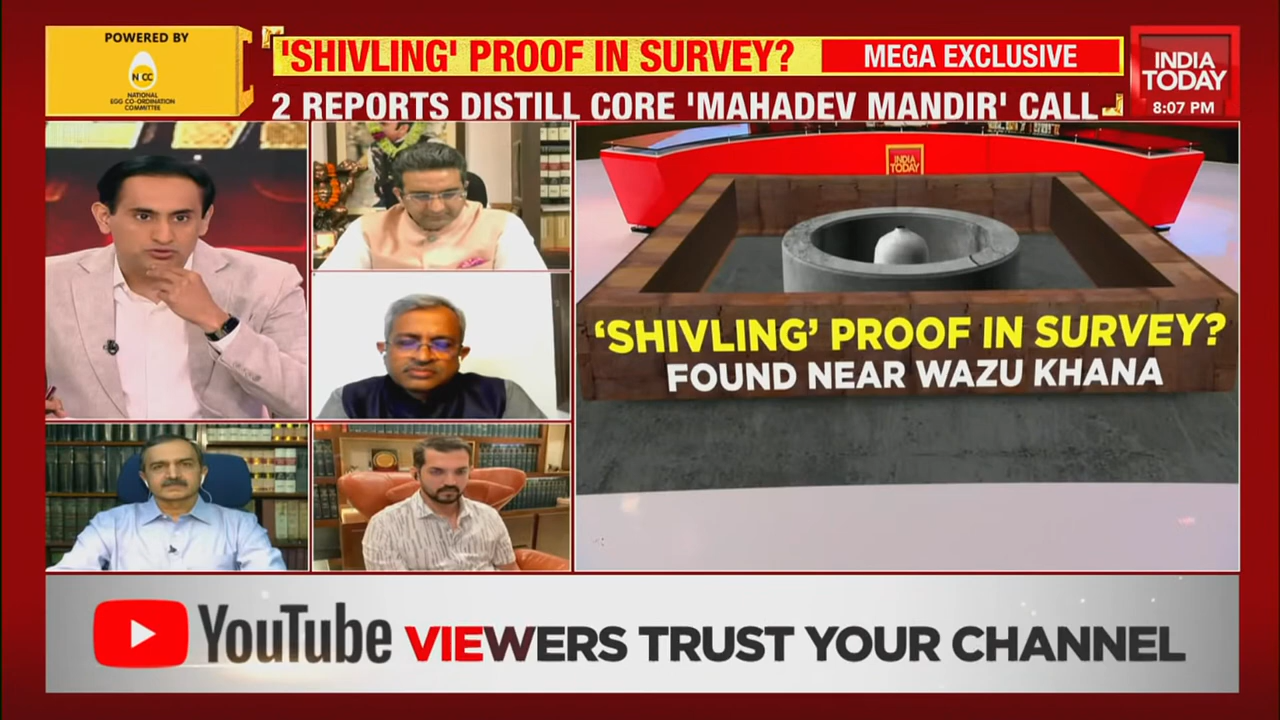 POWERED BY
NECC
NATIONAL
EGG CO-ORDINATION
COMMITTEE
'SHIVLING' PROOF IN SURVEY?
MEGA EXCLUSIVE
2 REPORTS DISTILL CORE 'MAHADEV MANDIR' CALL
INDIA
TODAY
8:07 PM
INDIA
TODAY
'SHIVLING' PROOF IN SURVEY?
FOUND NEAR WAZU KHANA
YouTube VIEWERS TRUST YOUR CHANNEL